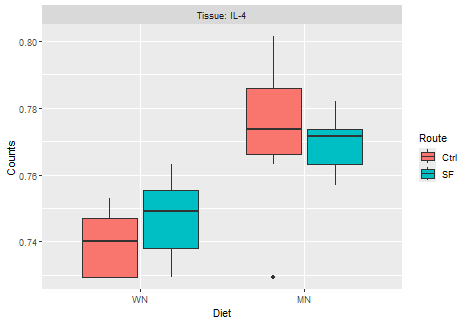 Tissue: IL-4
0.80
0.78
0.76
0.74
Counts
WN
MN
Diet
Route
Ctrl
SF